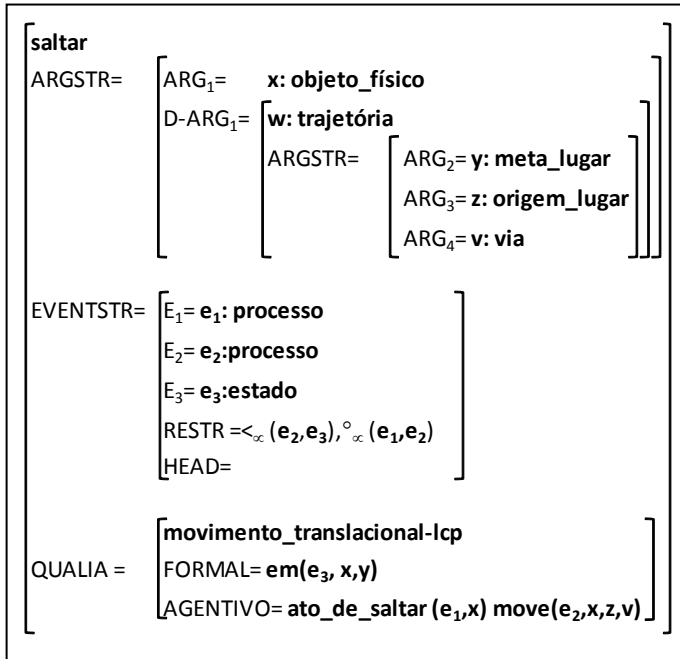 saltar
ARGSTR= ARG₁= x: objeto_físico
D-ARG₁= w: trajetória
ARGSTR= ARG₂= y: meta_lugar
ARG₃= z: origem_lugar
ARG₄= v: via
EVENTSTR= E₁= e₁: processo
E₂= e₂:processo
E₃= e₃:estado
RESTR =<∝ (e₂,e₃),°∝ (e₁,e₂)
HEAD=
movimento_translacional-lcp
QUALIA = FORMAL= em(e₃, x,y)
AGENTIVO= ato_de_saltar (e₁,x) move(e₂,x,z,v)